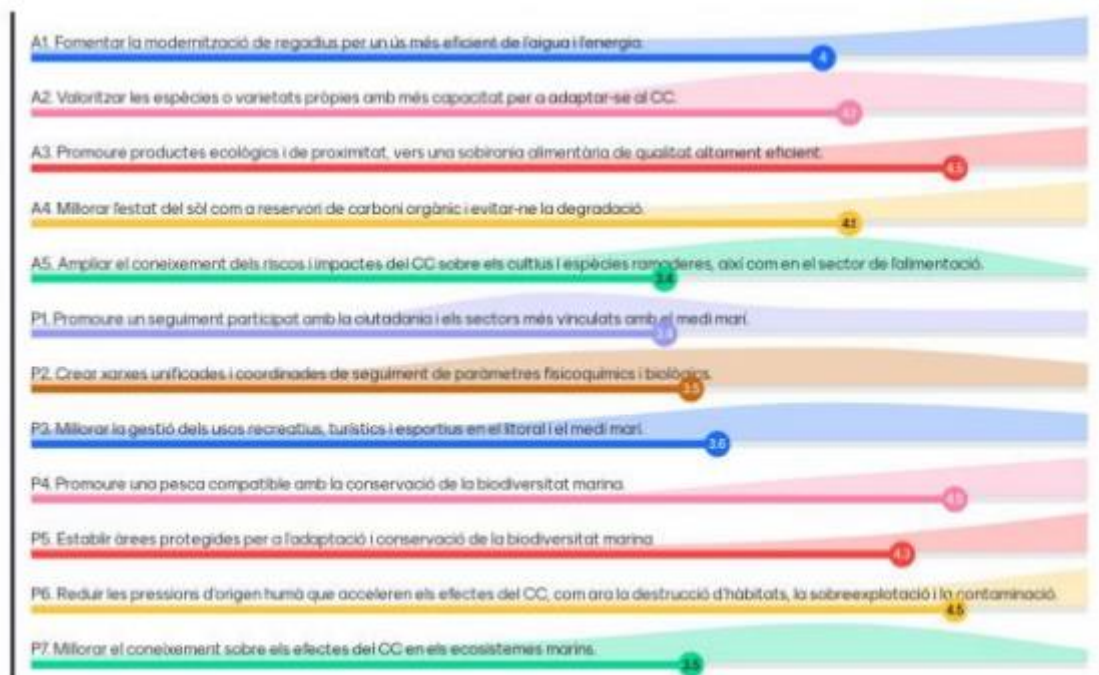 A1. Fomentar la modernització de regadius per un ús més eficient de l'aigua i l'energia.
4
A2. Valoritzar les espècies o varietats pròpies amb més capacitat per a adaptar-se al CC.
4.1
A3. Promoure productes ecològics i de proximitat, vers una sobirania alimentària de qualitat altament eficient.
4.5
A4. Millorar l'estat del sòl com a reservori de carboni orgànic i evitar-ne la degradació.
4.1
A5. Ampliar el coneixement dels riscos i impactes del CC sobre els cultius I espècies ramaderes, així com en el sector de l'alimentació.
3.4
P1. Promoure un seguiment participat amb la ciutadania i els sectors més vinculats amb el medi marí.
3.4
P2. Crear xarxes unificades i coordinades de seguiment de paràmetres fisicoquímics i biològics.
3.5
P3. Millorar la gestió dels usos recreatius, turístics i esportius en el litoral i el medi marí.
3.6
P4. Promoure una pesca compatible amb la conservació de la biodiversitat marina.
4.5
P5. Establir àrees protegides per a l'adaptació i conservació de la biodiversitat marina
4.3
P6. Reduir les pressions d'origen humà que acceleren els efectes del CC, com ara la destrucció d'hàbitats, la sobreexplotació i la contaminació.
4.5
P7. Millorar el coneixement sobre els efectes del CC en els ecosistemes marins.
3.5